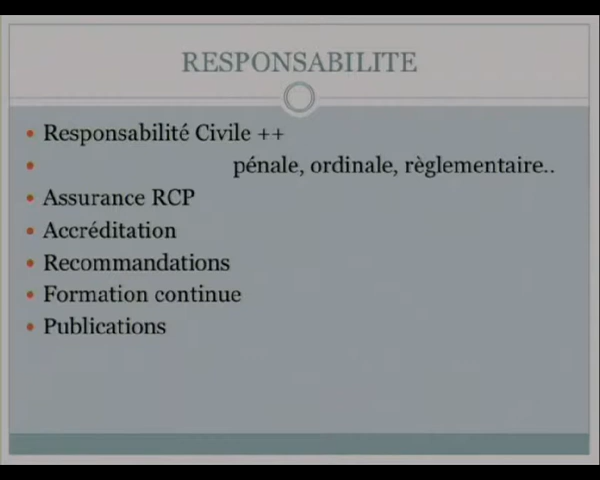 RESPONSABILITE
Responsabilité Civile ++
pénale, ordinale, règlementaire..
Assurance RCP
Accréditation
Recommandations
Formation continue
Publications